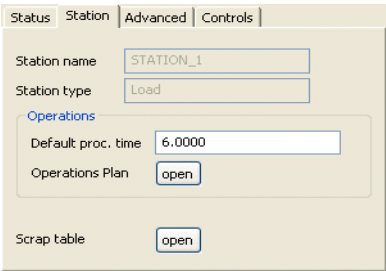 Status Station Advanced Controls
Station name STATION_1
Station type Load
Operations
Default proc. time 6.0000
Operations Plan open
Scrap table open